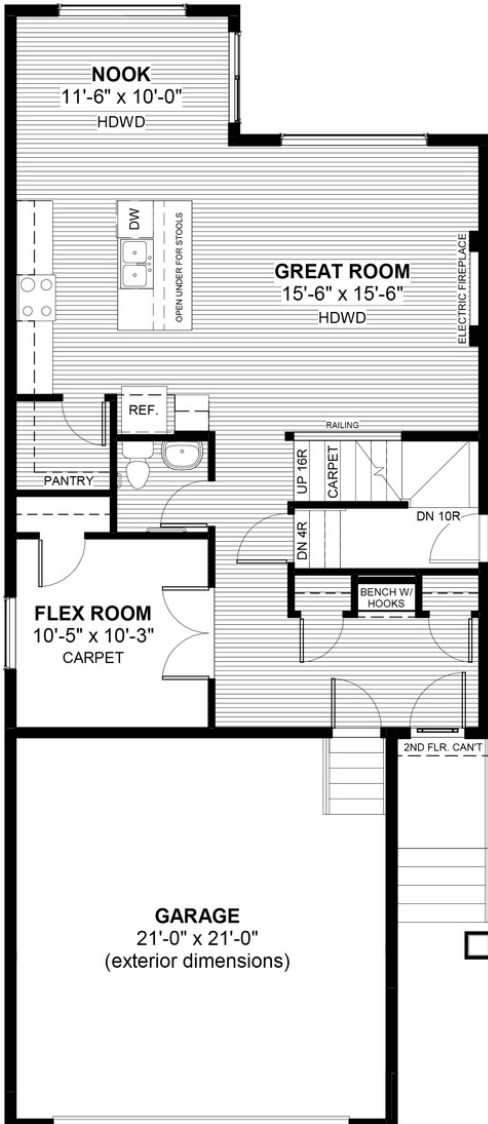 NOOK
11'-6" x 10'-0"
HDWD
DW
OPEN UNDER FOR STOOLS
GREAT ROOM
15'-6" x 15'-6"
HDWD
ELECTRIC FIREPLACE
REF.
RAILING
PANTRY
UP 16R
CARPET
DN 10R
DN 4R
BENCH W/
HOOKS
FLEX ROOM
10'-5" x 10'-3"
CARPET
2ND FLR. CAN'T
GARAGE
21'-0" x 21'-0"
(exterior dimensions)